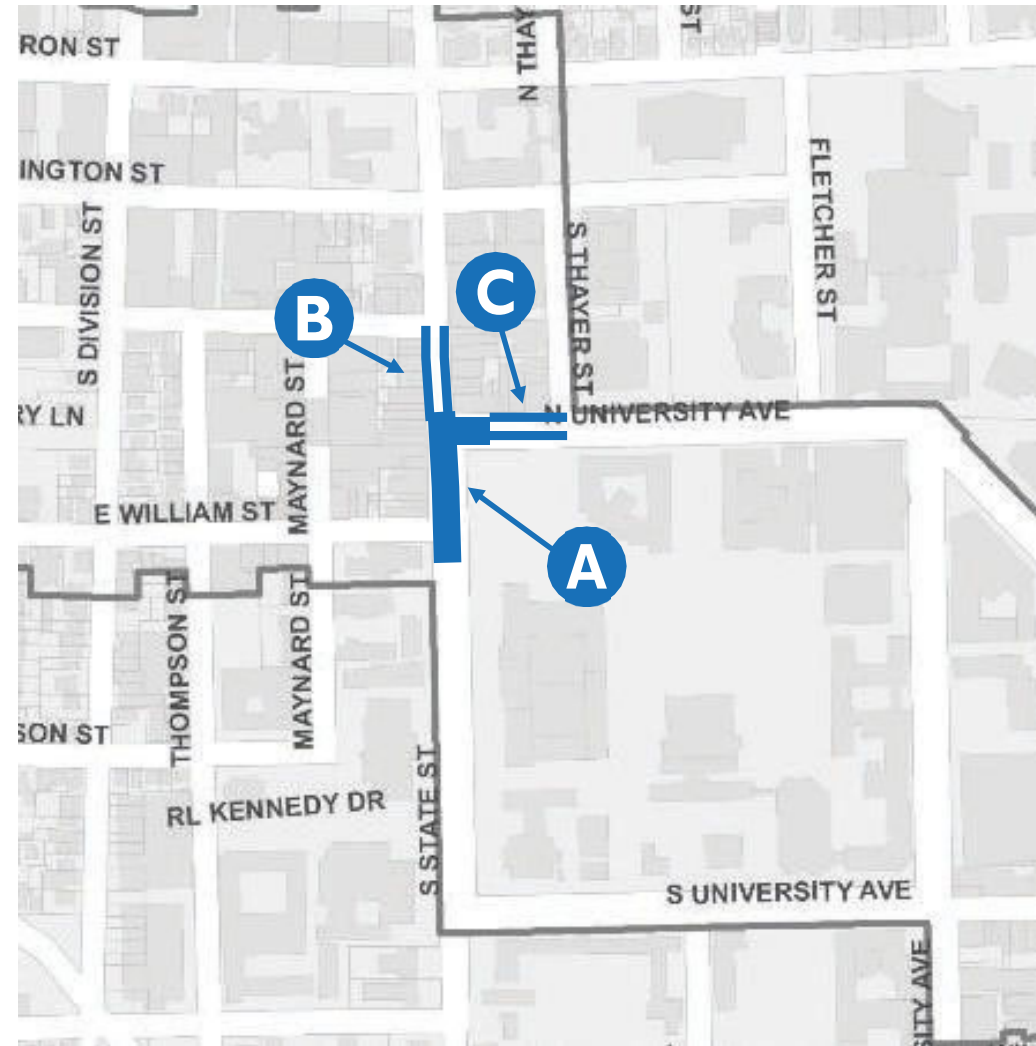 RON ST
N THAY
ST
INGTON ST
FLETCHER ST
S DIVISION ST
S THAYER ST
C
B
MAYNARD ST
RY LN
N UNIVERSITY AVE
E WILLIAM ST
A
THOMPSON ST
MAYNARD ST
SON ST
S STATE ST
RL KENNEDY DR
S UNIVERSITY AVE
SITY AVE